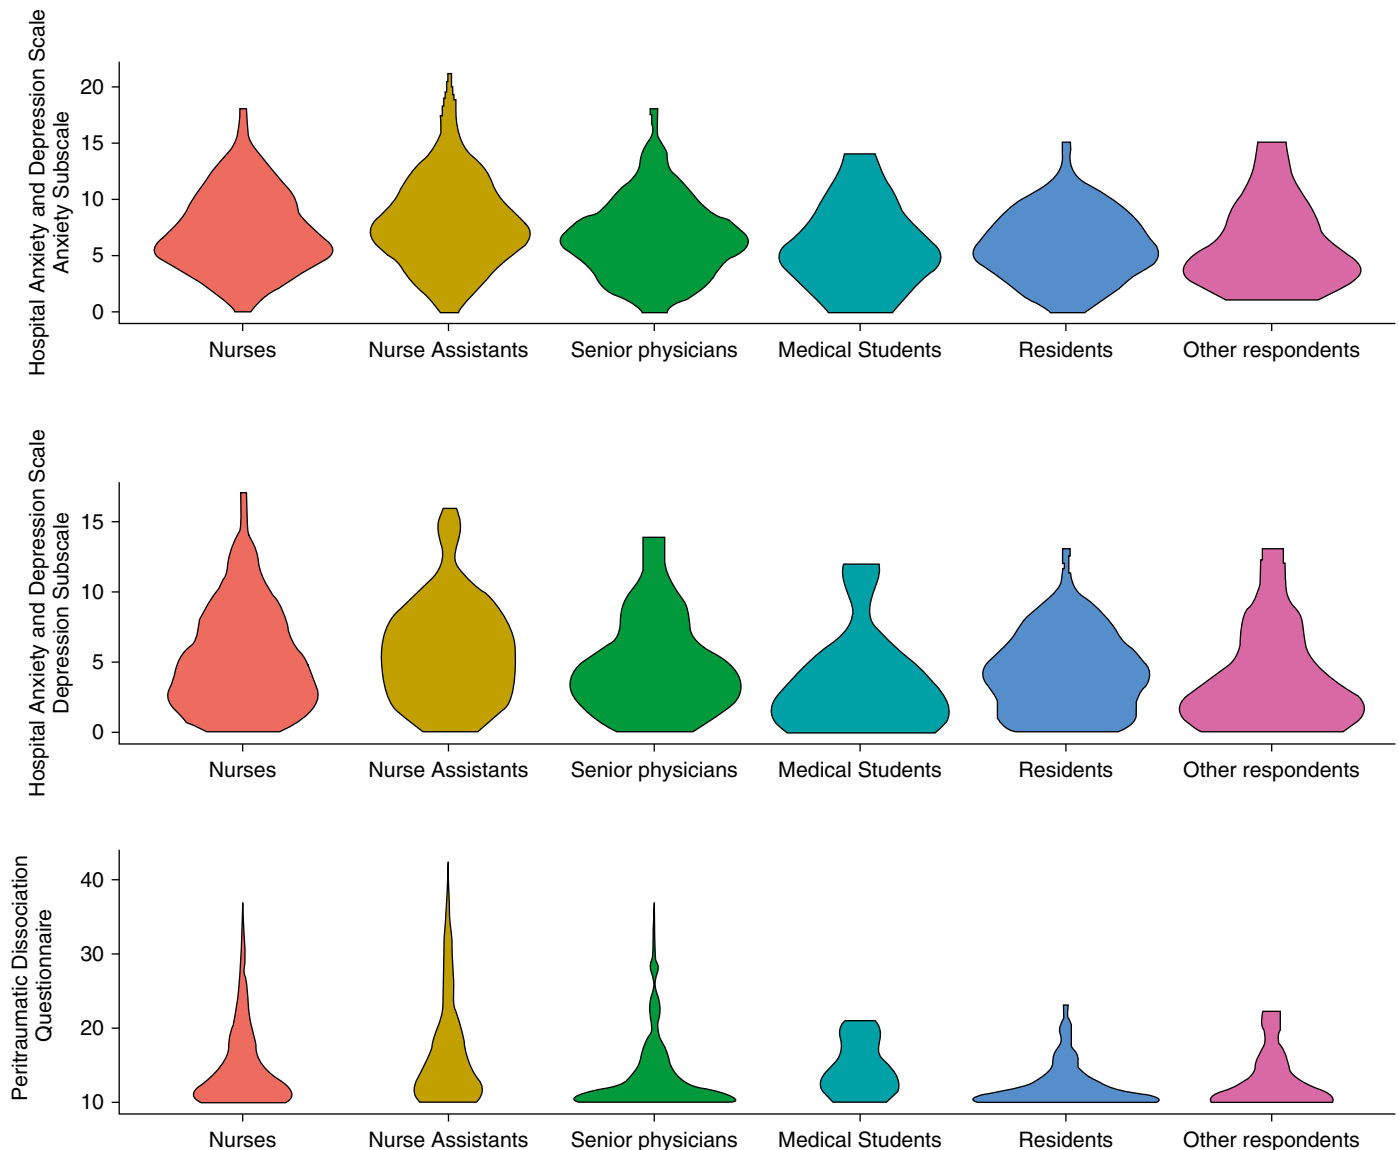 Hospital Anxiety and Depression Scale
Anxiety Subscale
20
15
10
5
0
Nurses
Nurse Assistants
Senior physicians
Medical Students
Residents
Other respondents
Hospital Anxiety and Depression Scale
Depression Subscale
15
10
5
0
Nurses
Nurse Assistants
Senior physicians
Medical Students
Residents
Other respondents
Peritraumatic Dissociation
Questionnaire
40
30
20
10
Nurses
Nurse Assistants
Senior physicians
Medical Students
Residents
Other respondents